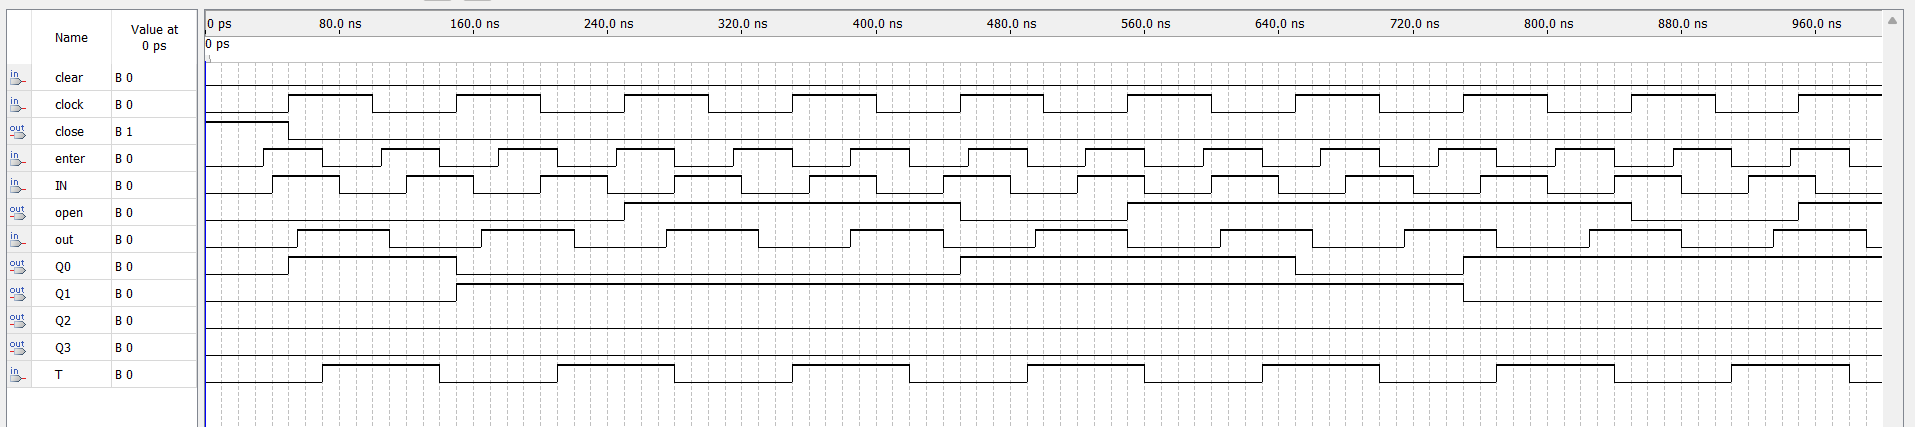 Name
Value at
0 ps
0 ps
80.0 ns
160.0 ns
240.0 ns
320.0 ns
400.0 ns
480.0 ns
560.0 ns
640.0 ns
720.0 ns
800.0 ns
880.0 ns
960.0 ns
0 ps
in clear B 0
in clock B 0
out close B 1
in enter B 0
in IN B 0
out open B 0
in out B 0
out Q0 B 0
out Q1 B 0
out Q2 B 0
out Q3 B 0
in T B 0